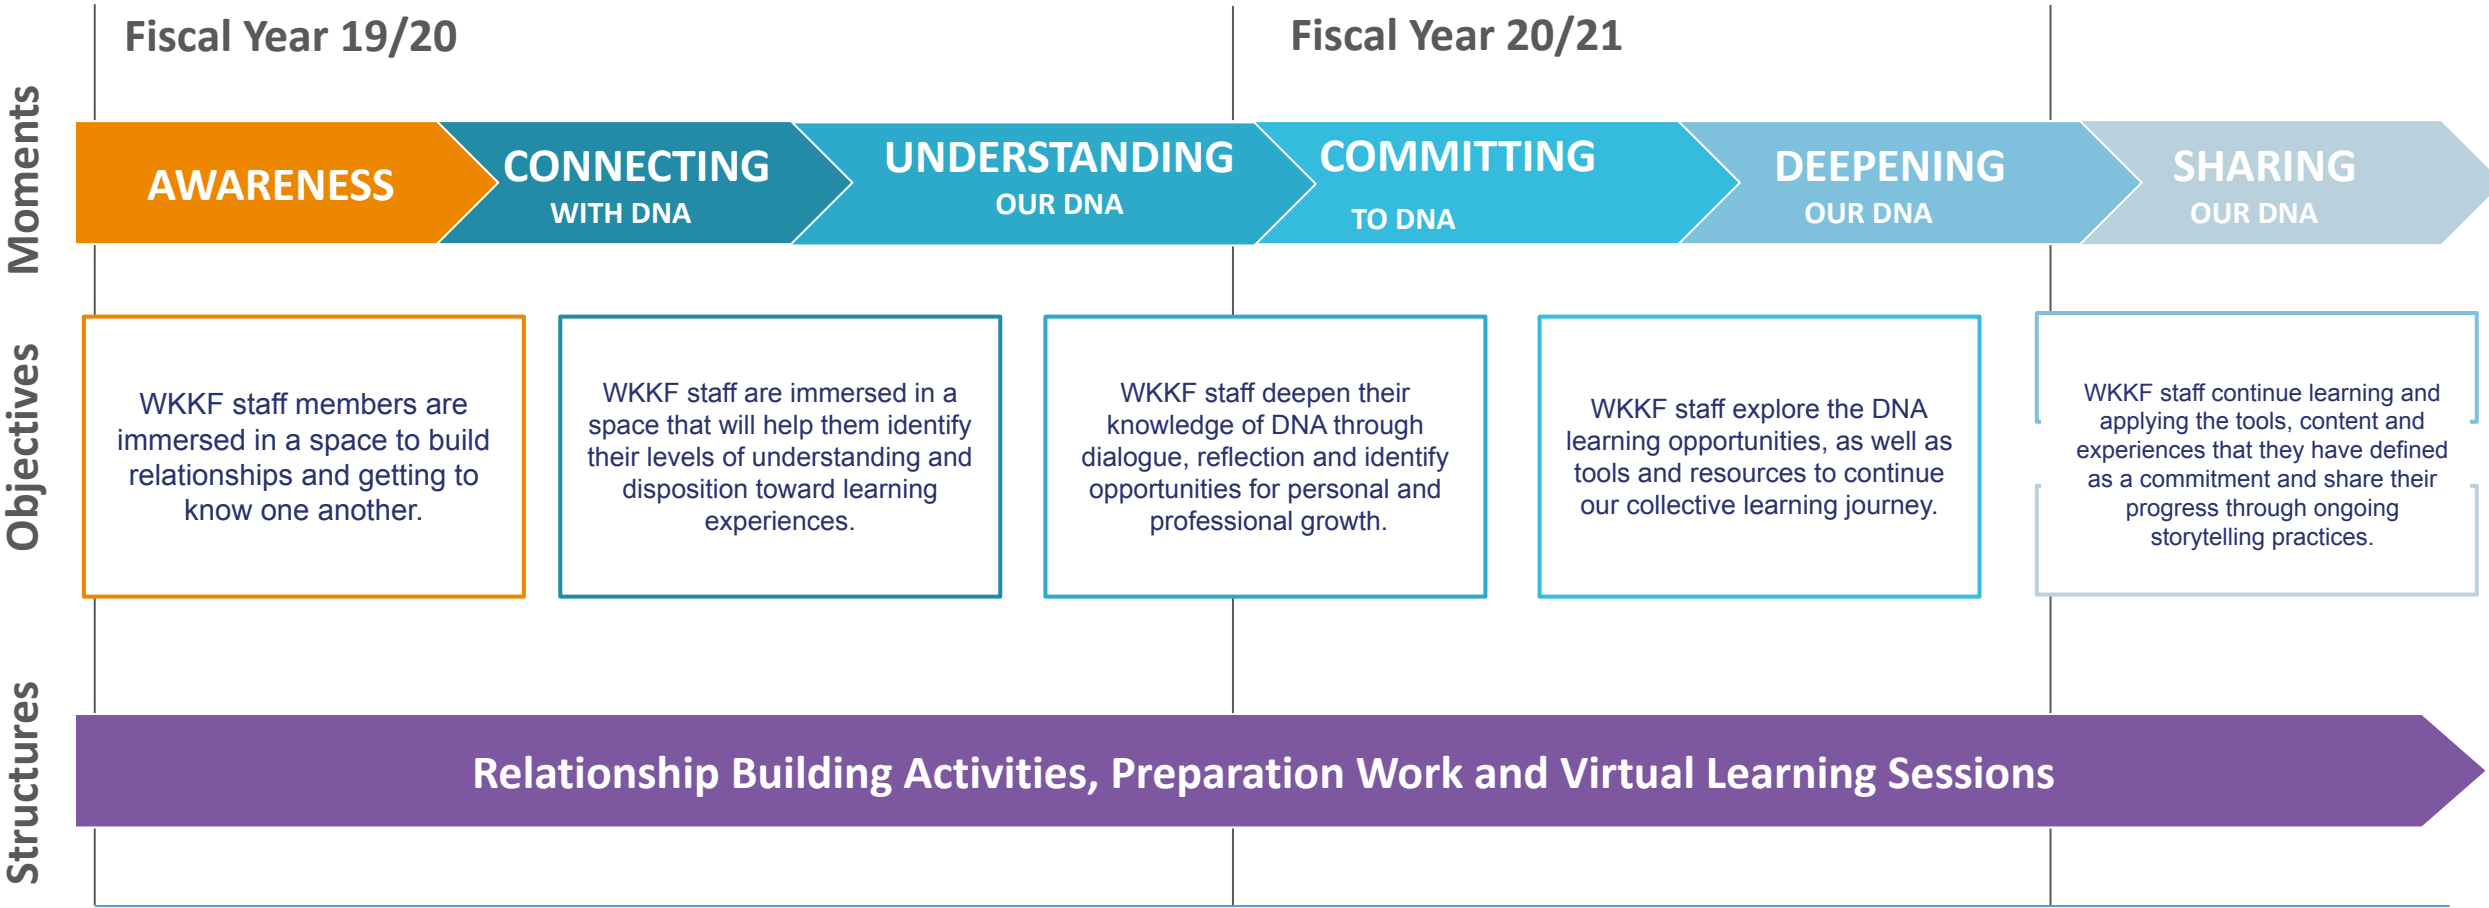 Fiscal Year 19/20
Fiscal Year 20/21
Moments
AWARENESS
CONNECTING
WITH DNA
UNDERSTANDING
OUR DNA
COMMITTING
TO DNA
DEEPENING
OUR DNA
SHARING
OUR DNA
Objectives
WKKF staff members are
immersed in a space to build
relationships and getting to
know one another.
WKKF staff are immersed in a
space that will help them identify
their levels of understanding and
disposition toward learning
experiences.
WKKF staff deepen their
knowledge of DNA through
dialogue, reflection and identify
opportunities for personal and
professional growth.
WKKF staff explore the DNA
learning opportunities, as well as
tools and resources to continue
our collective learning journey.
WKKF staff continue learning and
applying the tools, content and
experiences that they have defined
as a commitment and share their
progress through ongoing
storytelling practices.
Structures
Relationship Building Activities, Preparation Work and Virtual Learning Sessions